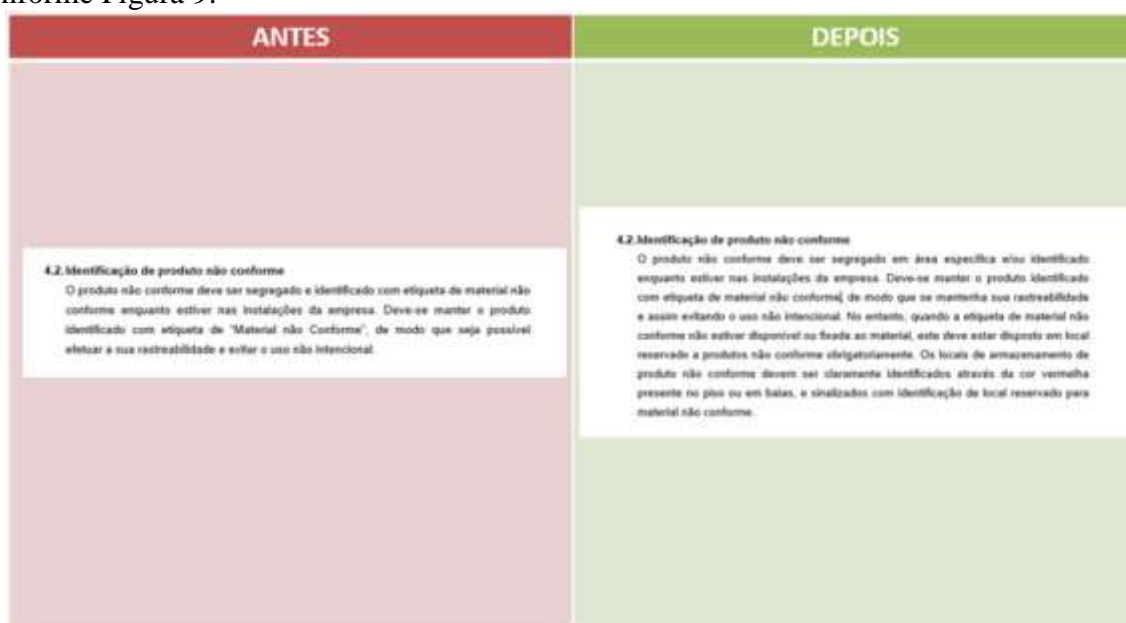 nforme Figura 9.
ANTES
DEPOIS
4.2. Identificação de produto não conforme
O produto não conforme deve ser segregado e identificado com etiqueta de material não
conforme enquanto estiver nas instalações da empresa. Deve-se manter o produto
identificado com etiqueta de "Material não Conforme", de modo que seja possível
efetuar a sua rastreabilidade e evitar o uso não intencional.
4.2. Identificação de produto não conforme
O produto não conforme deve ser segregado em área específica e/ou identificado
enquanto estiver nas instalações da empresa. Deve-se manter o produto identificado
com etiqueta de material não conforme, de modo que se mantenha sua rastreabilidade
e assim evitando o uso não intencional. No entanto, quando a etiqueta de material não
conforme não estiver disponível ou fixada ao material, este deve estar disposto em local
reservado a produtos não conforme obrigatoriamente. Os locais de armazenamento de
produto não conforme devem ser claramente identificados através da cor vermelha
presente no piso ou em baias, e sinalizados com identificação de local reservado para
material não conforme.